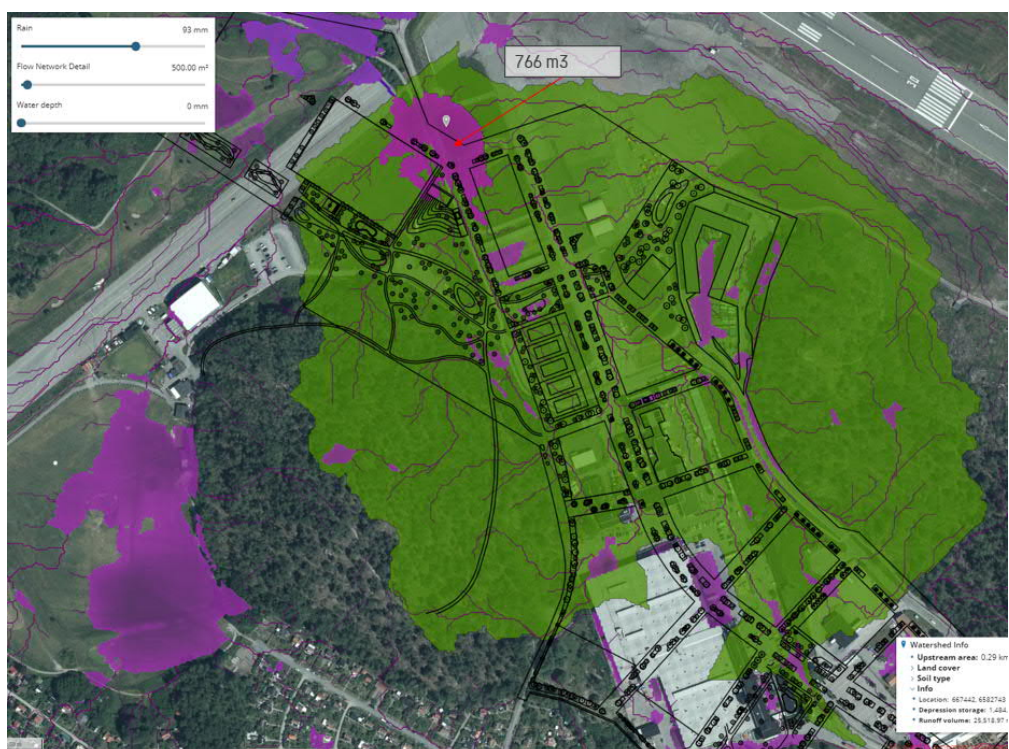 Rain 93 mm
Flow Network Detail 500.00 m²
Water depth 0 mm
766 m3
10
Watershed Info
Upstream area: 0.29 km
Land cover
Soil type
Info
Location: 667442, 6582743
Depression storage: 1,484.
Runoff volume: 25,518.97